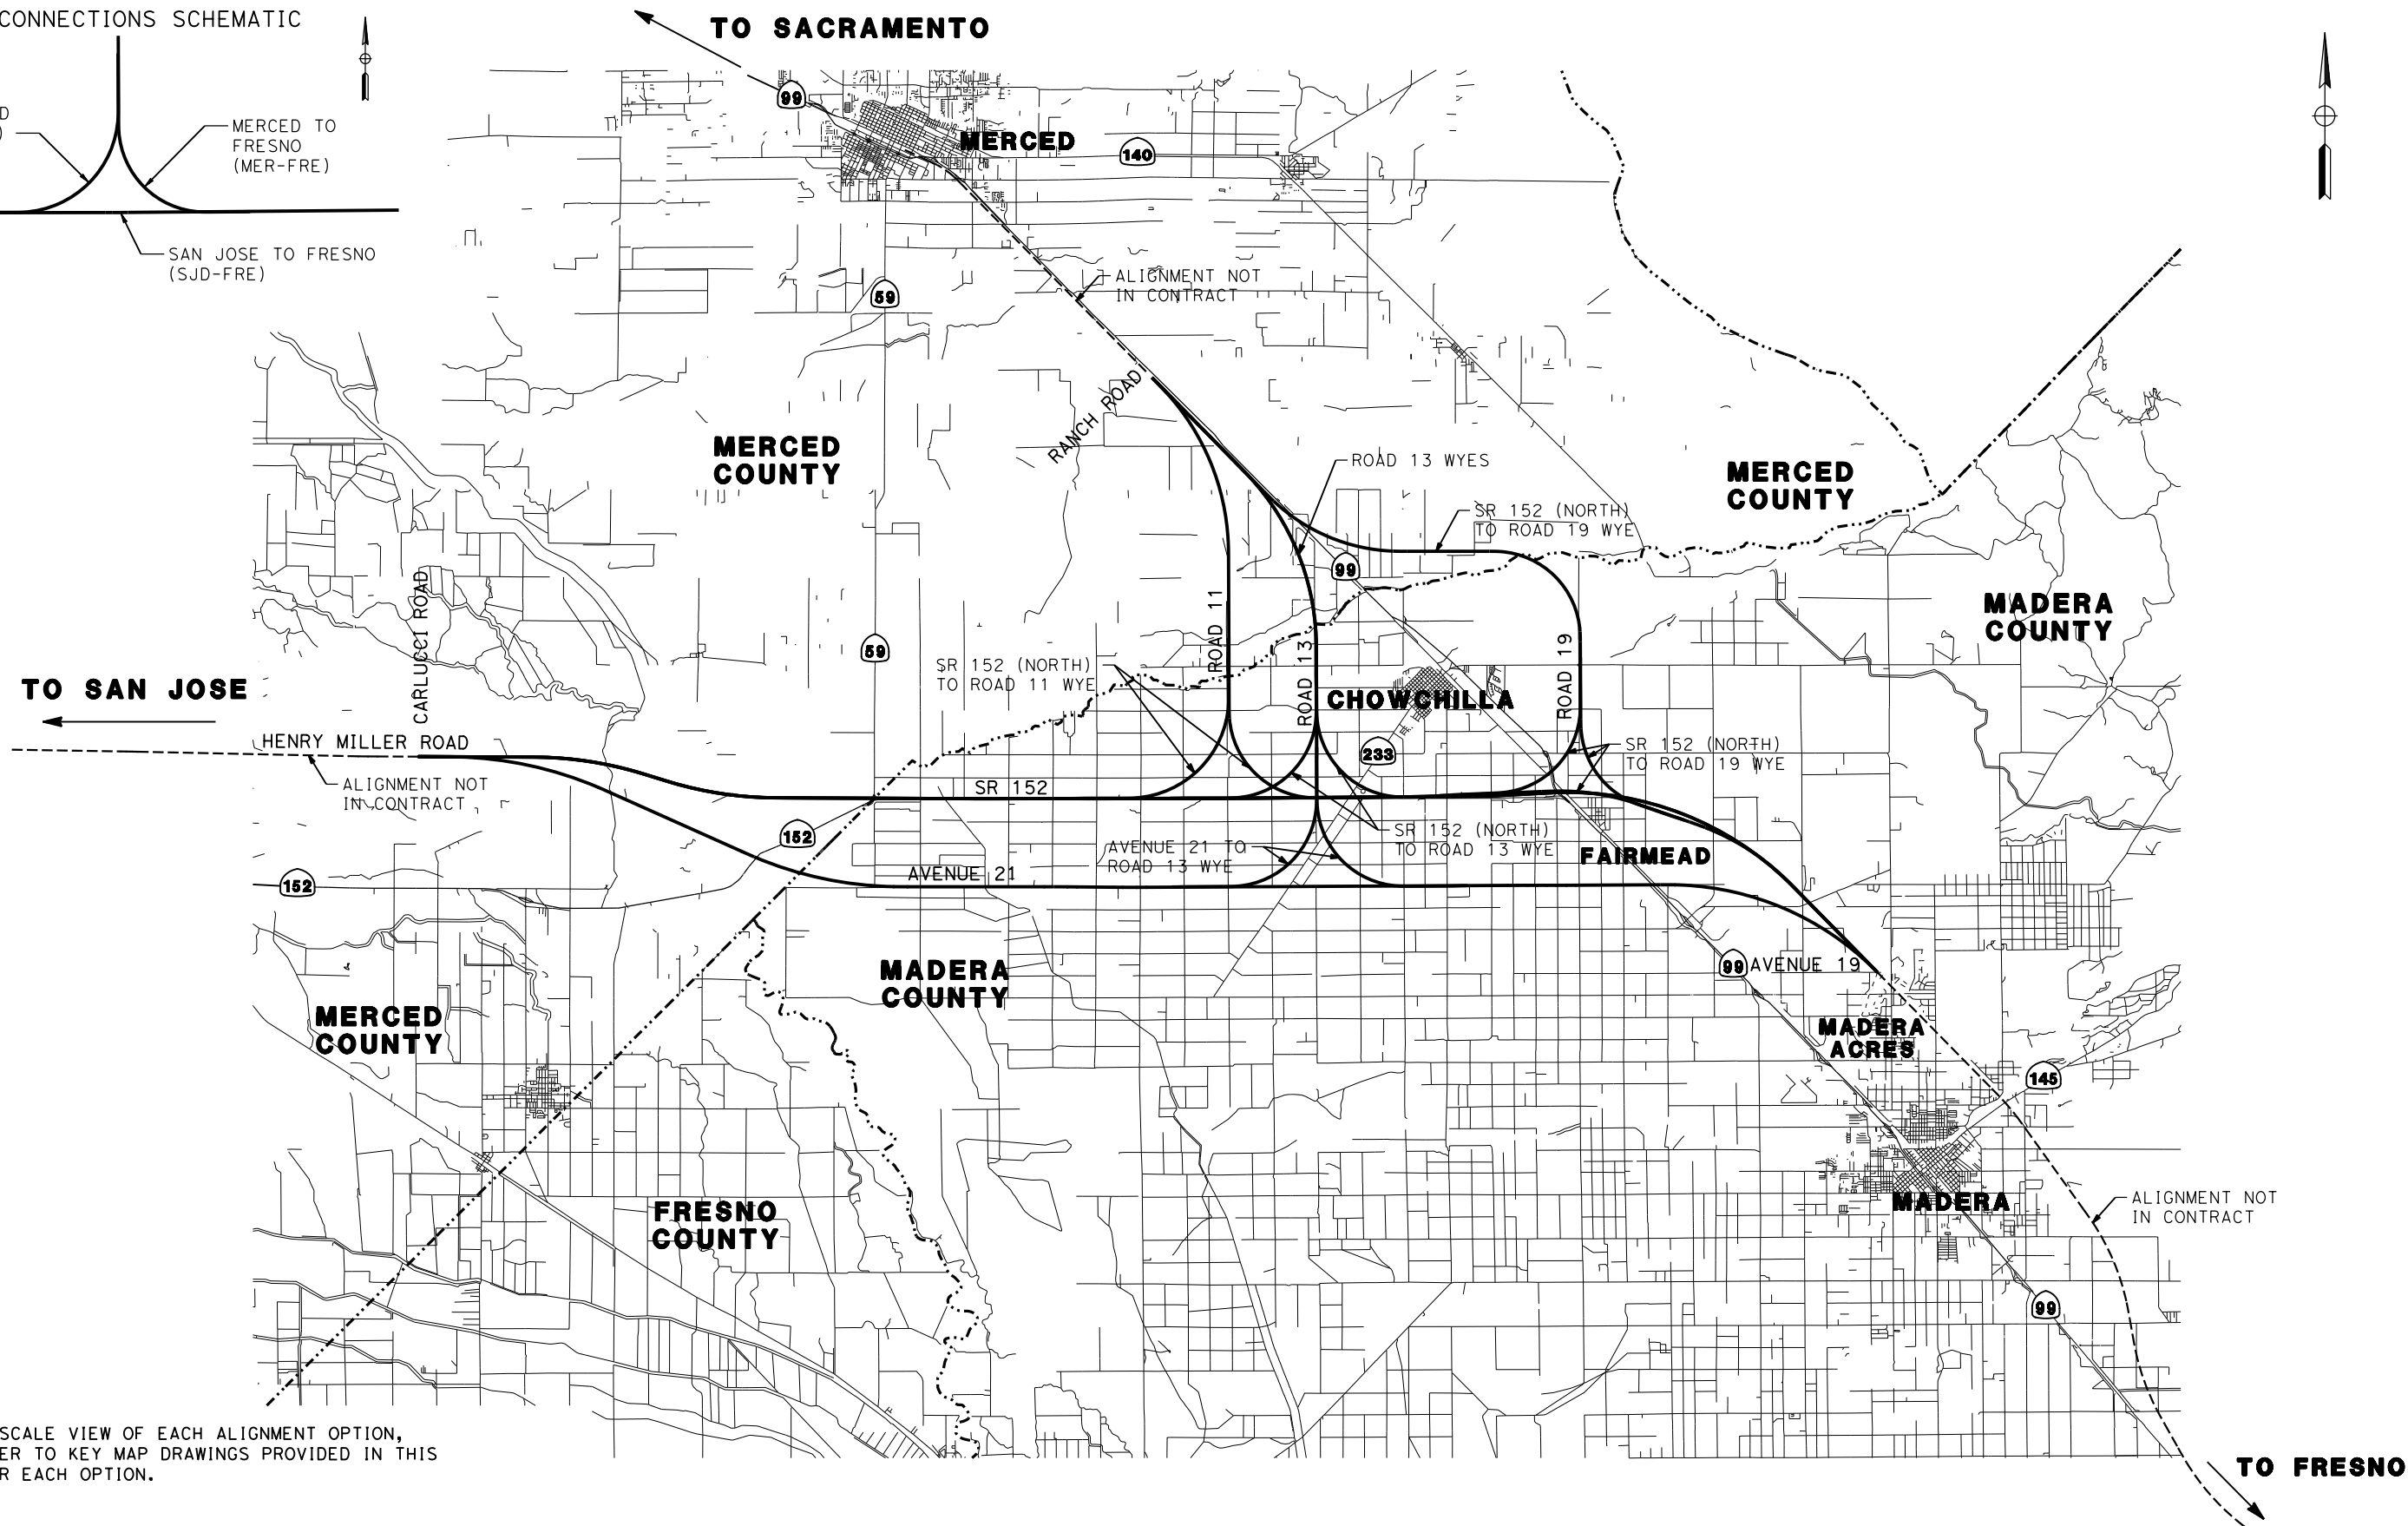 CONNECTIONS SCHEMATIC
D
)
MERCED TO
FRESNO
(MER-FRE)
SAN JOSE TO FRESNO
(SJD-FRE)
TO SACRAMENTO
99
MERCED
140
ALIGNMENT NOT
IN CONTRACT
59
RANCH ROAD
MERCED
COUNTY
ROAD 13 WYES
MERCED
COUNTY
SR 152 (NORTH)
TO ROAD 19 WYE
99
CARLUCCI ROAD
ROAD 11
MADERA
COUNTY
59
ROAD 13
ROAD 19
SR 152 (NORTH)
TO ROAD 11 WYE
TO SAN JOSE
CHOWCHILLA
HENRY MILLER ROAD
233
SR 152 (NORTH)
TO ROAD 19 WYE
ALIGNMENT NOT
IN CONTRACT
SR 152
152
SR 152 (NORTH)
TO ROAD 13 WYE
AVENUE 21 TO
ROAD 13 WYE
FAIRMEAD
AVENUE 21
152
MADERA
COUNTY
99
AVENUE 19
MERCED
COUNTY
MADERA
ACRES
145
ALIGNMENT NOT
IN CONTRACT
MADERA
FRESNO
COUNTY
99
SCALE VIEW OF EACH ALIGNMENT OPTION,
ER TO KEY MAP DRAWINGS PROVIDED IN THIS
R EACH OPTION.
TO FRESNO